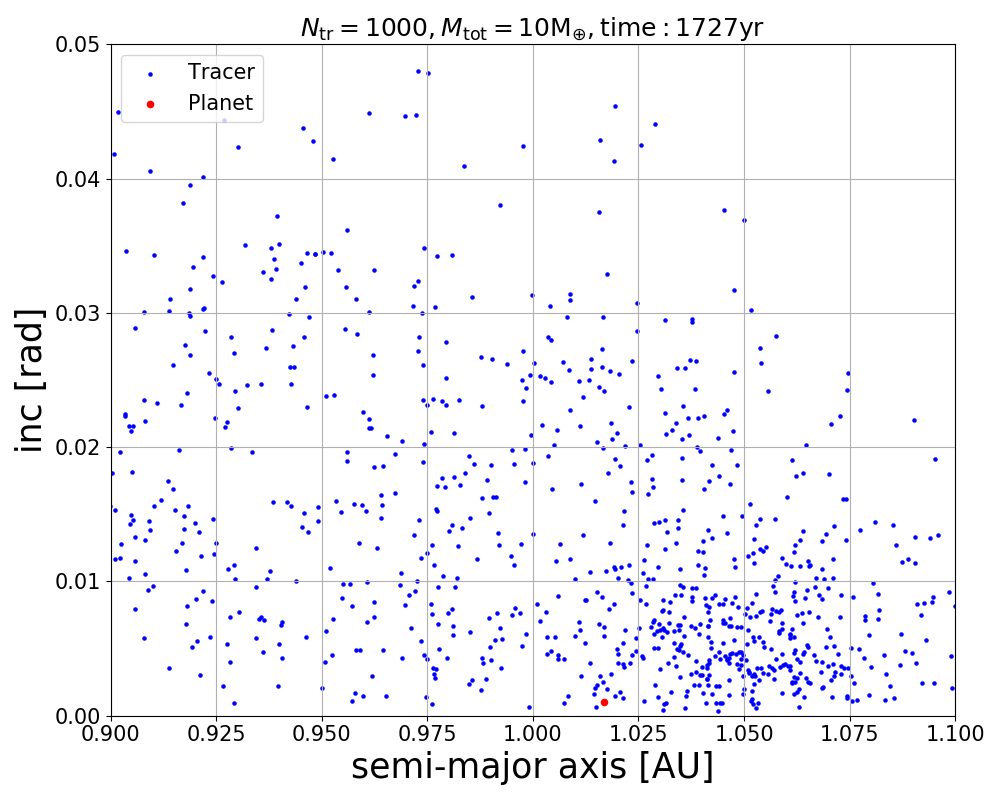 N_tr = 1000, M_tot = 10M_⊕, time : 1727yr
Tracer
Planet
inc [rad]
0.05
0.04
0.03
0.02
0.01
0.00
0.900 0.925 0.950 0.975 1.000 1.025 1.050 1.075 1.100
semi-major axis [AU]